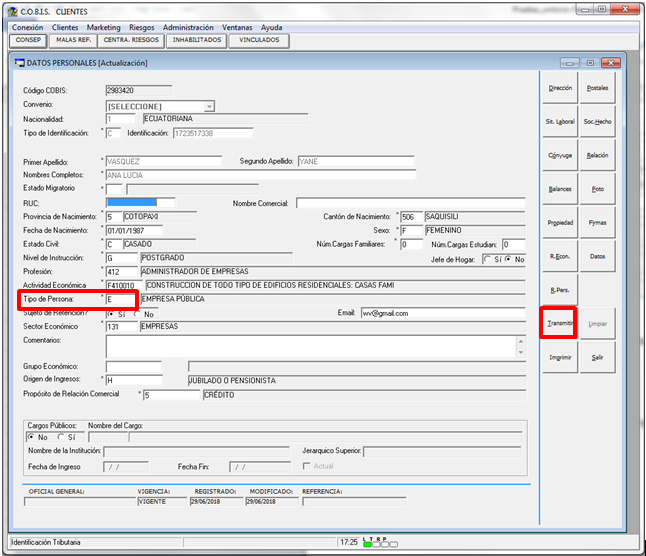 C.O.B.I.S. CLIENTES
Conexión Clientes Marketing Riesgos Administración Ventanas Ayuda
CONSEP MALAS REF. CENTRA. RIESGOS INHABILITADOS VINCULADOS
DATOS PERSONALES [Actualización]
Código COBIS: 2983420
Convenio: [SELECCIONE]
Nacionalidad: 1 ECUATORIANA
Tipo de Identificación: * C Identificación: 1723517338
Primer Apellido: * VASQUEZ Segundo Apellido: YANE
Nombres Completos: * ANA LUCIA
Estado Migratorio *
RUC: Nombre Comercial:
Provincia de Nacimiento: * 5 COTOPAXI Cantón de Nacimiento: * 506 SAQUISILI
Fecha de Nacimiento: * 01/01/1987 Sexo: * F FEMENINO
Estado Civil: * C CASADO Núm.Cargas Familiares: * 0 Núm.Cargas Estudian: 0
Nivel de Instrucción: * G POSTGRADO Jefe de Hogar: Sí No
Profesión: * 412 ADMINISTRADOR DE EMPRESAS
Actividad Económica * F410010 CONSTRUCCION DE TODO TIPO DE EDIFICIOS RESIDENCIALES: CASAS FAMI
Tipo de Persona: * E EMPRESA PÚBLICA
Sujeto de Retención? Sí No Email: wv@gmail.com
Sector Económico * 131 EMPRESAS
Comentarios:
Grupo Económico:
Origen de Ingresos: * H JUBILADO O PENSIONISTA
Propósito de Relación Comercial * 5 CRÉDITO
Cargos Públicos: Nombre del Cargo:
No Sí
Nombre de la Institución: Jerarquico Superior:
Fecha de Ingreso / / Fecha Fin: / / Actual
OFICIAL GENERAL: VIGENCIA: REGISTRADO: MODIFICADO: REFERENCIA:
VIGENTE 29/06/2018 29/06/2018
Dirección Postales
Sit. Laboral Soc.Hecho
Cónyuge Relación
Balances Foto
Propiedad Firmas
R.Econ. Datos
R.Pers.
Transmitir Limpiar
Imprimir Salir
Identificación Tributaria 17:25 L T R P